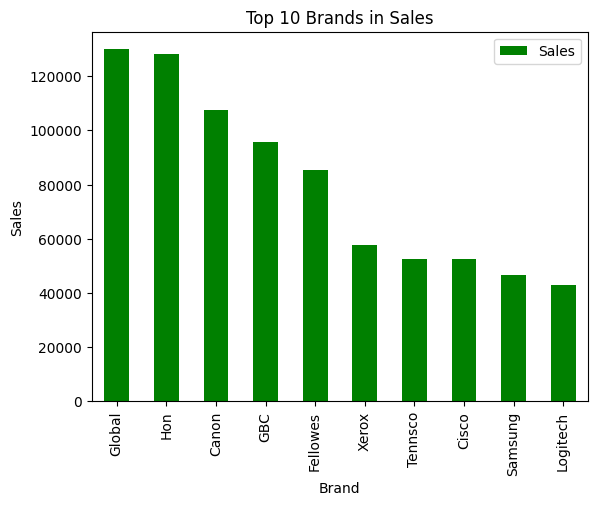 Top 10 Brands in Sales
Sales
120000
100000
80000
60000
40000
20000
0
Sales
Global
Hon
Canon
GBC
Fellowes
Xerox
Tennsco
Cisco
Samsung
Logitech
Brand